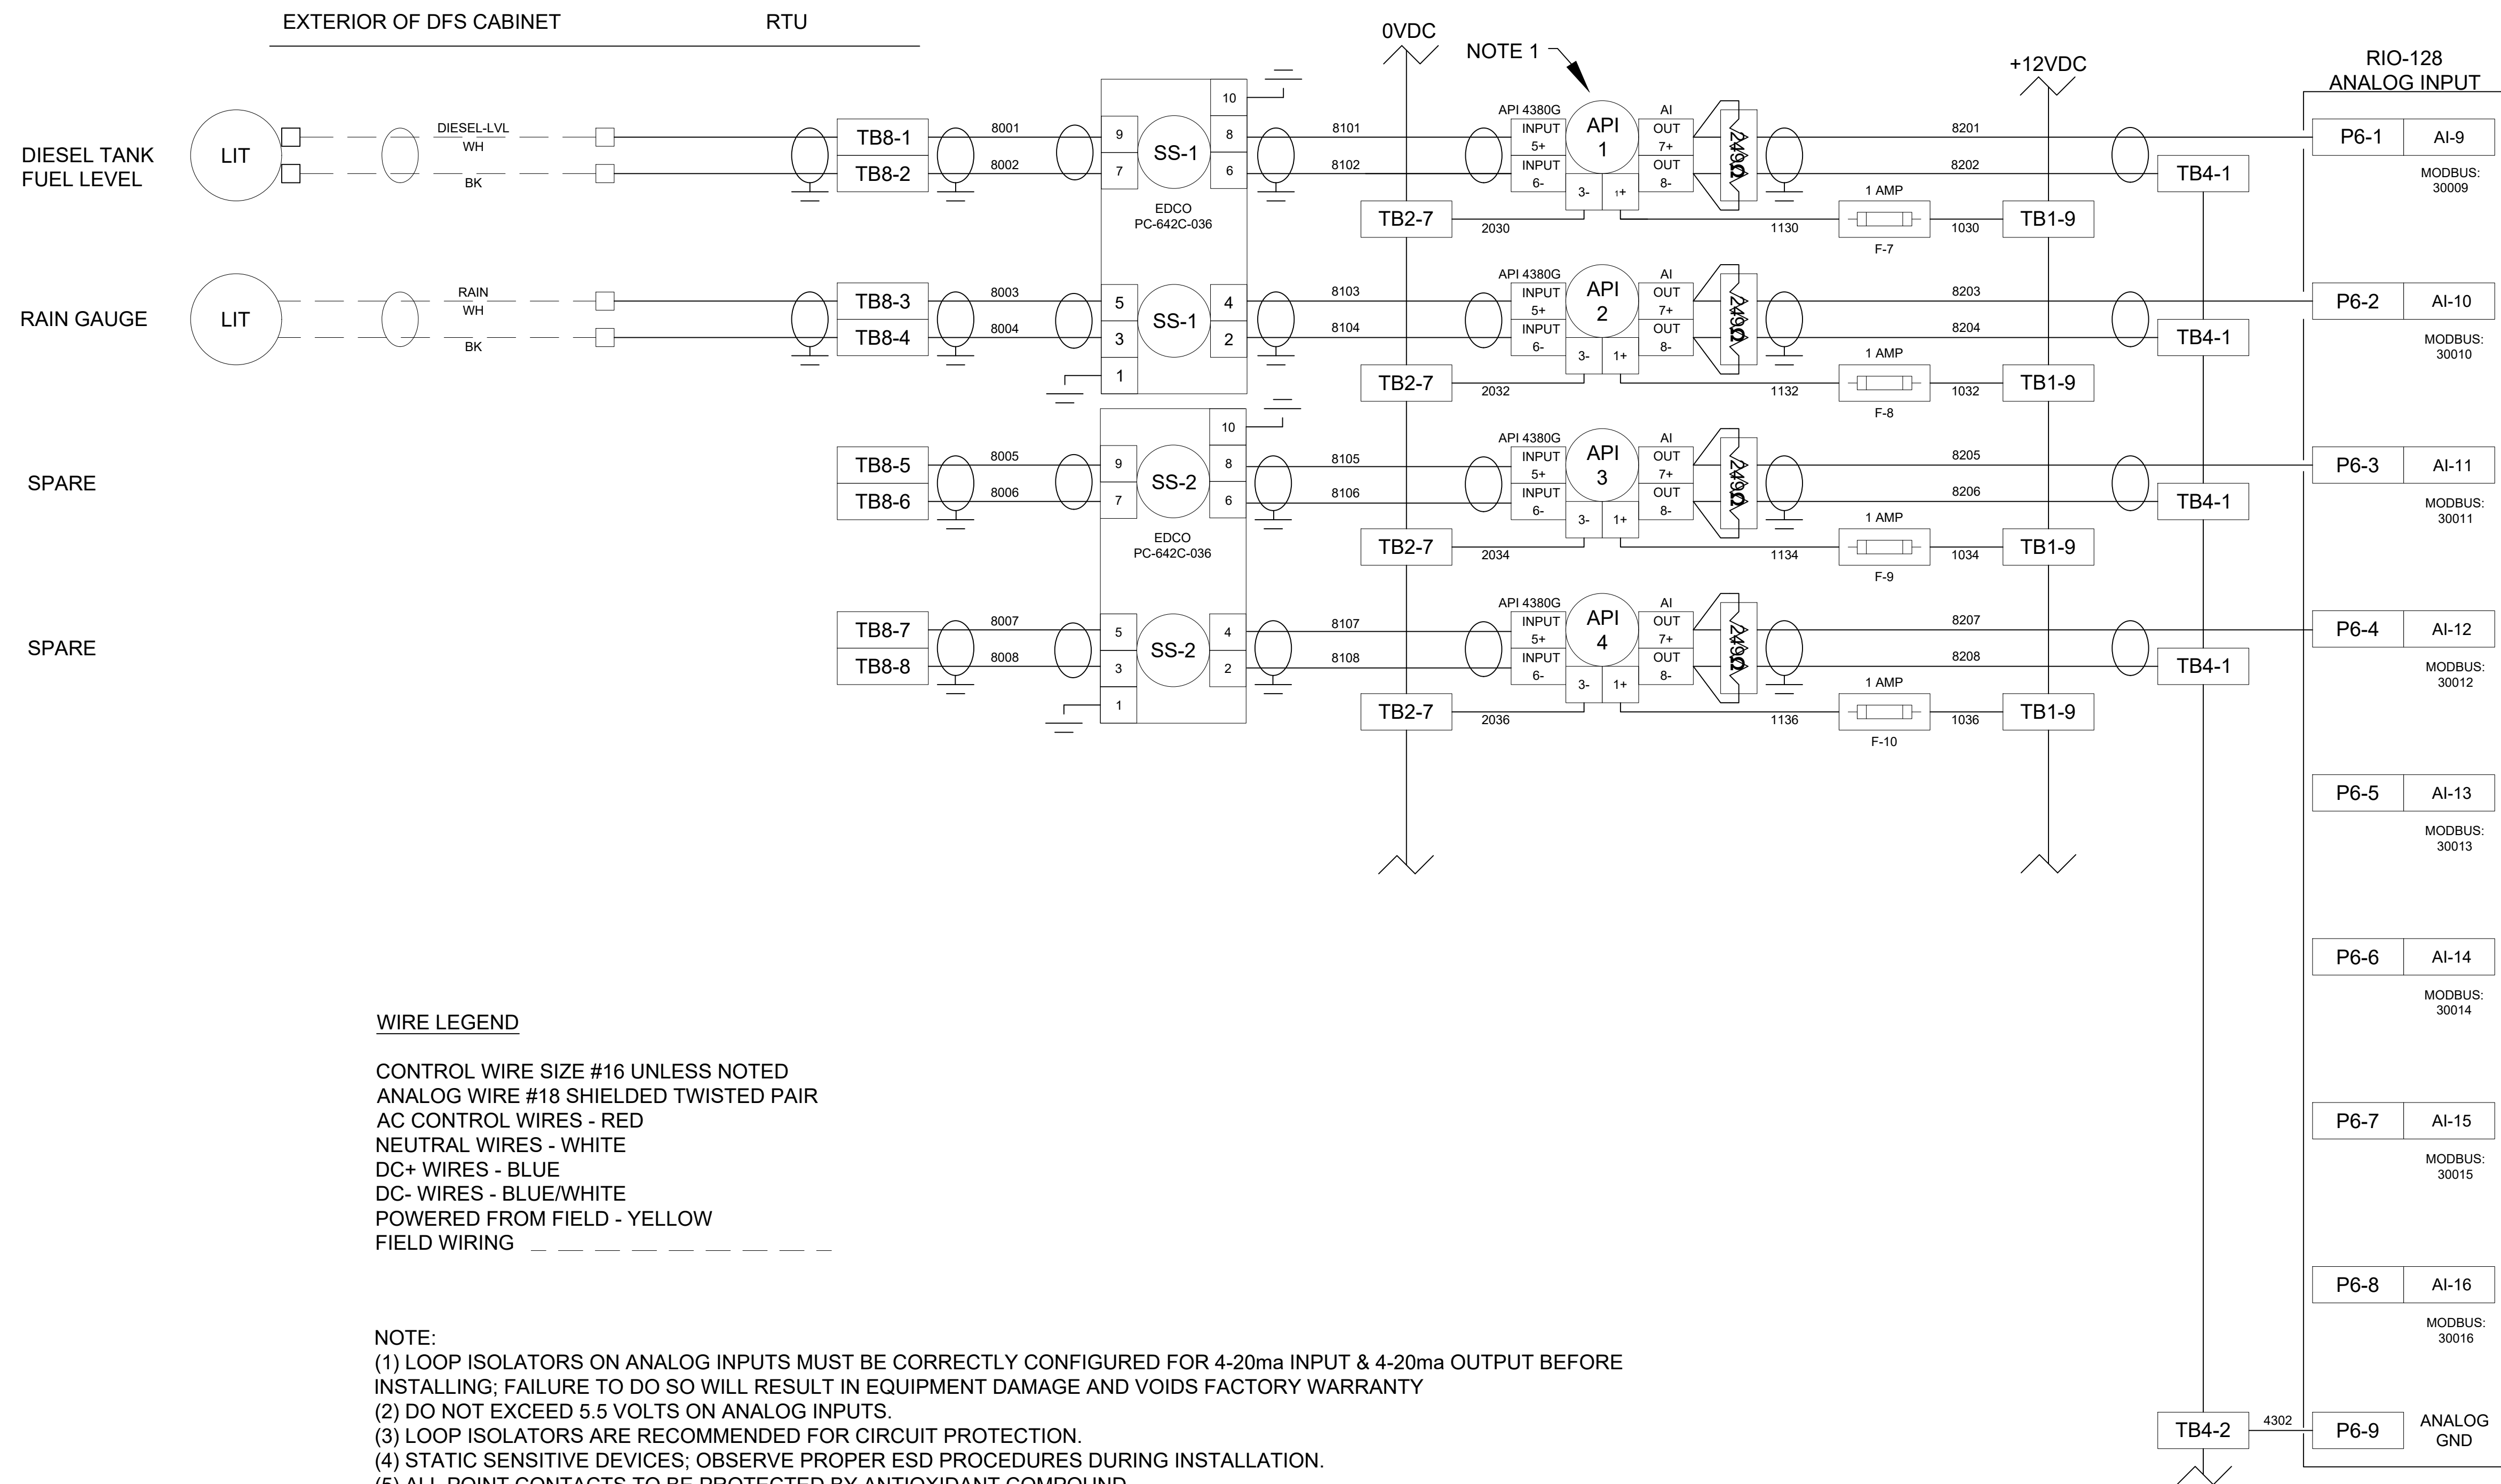 EXTERIOR OF DFS CABINET
RTU
0VDC
NOTE 1
+12VDC
RIO-128
ANALOG INPUT
DIESEL TANK
FUEL LEVEL
LIT
DIESEL-LVL
WH
BK
TB8-1
TB8-2
8001
8002
10
9
8
7
6
SS-1
EDCO
PC-642C-036
8101
8102
API 4380G
INPUT
5+
INPUT
6-
API
1
3-
1+
AI
OUT
7+
OUT
8-
249Ω
TB2-7
2030
1130
1 AMP
F-7
1030
TB1-9
8201
8202
TB4-1
P6-1
AI-9
MODBUS:
30009
RAIN GAUGE
LIT
RAIN
WH
BK
TB8-3
TB8-4
8003
8004
5
4
3
2
1
SS-1
8103
8104
API 4380G
INPUT
5+
INPUT
6-
API
2
3-
1+
AI
OUT
7+
OUT
8-
249Ω
TB2-7
2032
1132
1 AMP
F-8
1032
TB1-9
8203
8204
TB4-1
P6-2
AI-10
MODBUS:
30010
SPARE
TB8-5
TB8-6
8005
8006
10
9
8
7
6
SS-2
EDCO
PC-642C-036
8105
8106
API 4380G
INPUT
5+
INPUT
6-
API
3
3-
1+
AI
OUT
7+
OUT
8-
249Ω
TB2-7
2034
1134
1 AMP
F-9
1034
TB1-9
8205
8206
TB4-1
P6-3
AI-11
MODBUS:
30011
SPARE
TB8-7
TB8-8
8007
8008
5
4
3
2
1
SS-2
8107
8108
API 4380G
INPUT
5+
INPUT
6-
API
4
3-
1+
AI
OUT
7+
OUT
8-
249Ω
TB2-7
2036
1136
1 AMP
F-10
1036
TB1-9
8207
8208
TB4-1
P6-4
AI-12
MODBUS:
30012
P6-5
AI-13
MODBUS:
30013
P6-6
AI-14
MODBUS:
30014
P6-7
AI-15
MODBUS:
30015
P6-8
AI-16
MODBUS:
30016
TB4-2
4302
P6-9
ANALOG
GND
WIRE LEGEND
CONTROL WIRE SIZE #16 UNLESS NOTED
ANALOG WIRE #18 SHIELDED TWISTED PAIR
AC CONTROL WIRES - RED
NEUTRAL WIRES - WHITE
DC+ WIRES - BLUE
DC- WIRES - BLUE/WHITE
POWERED FROM FIELD - YELLOW
FIELD WIRING
NOTE:
(1) LOOP ISOLATORS ON ANALOG INPUTS MUST BE CORRECTLY CONFIGURED FOR 4-20ma INPUT & 4-20ma OUTPUT BEFORE
INSTALLING; FAILURE TO DO SO WILL RESULT IN EQUIPMENT DAMAGE AND VOIDS FACTORY WARRANTY
(2) DO NOT EXCEED 5.5 VOLTS ON ANALOG INPUTS.
(3) LOOP ISOLATORS ARE RECOMMENDED FOR CIRCUIT PROTECTION.
(4) STATIC SENSITIVE DEVICES; OBSERVE PROPER ESD PROCEDURES DURING INSTALLATION.
(5) ALL POINT CONTACTS TO BE PROTECTED BY ANTIOXIDANT COMPOUND